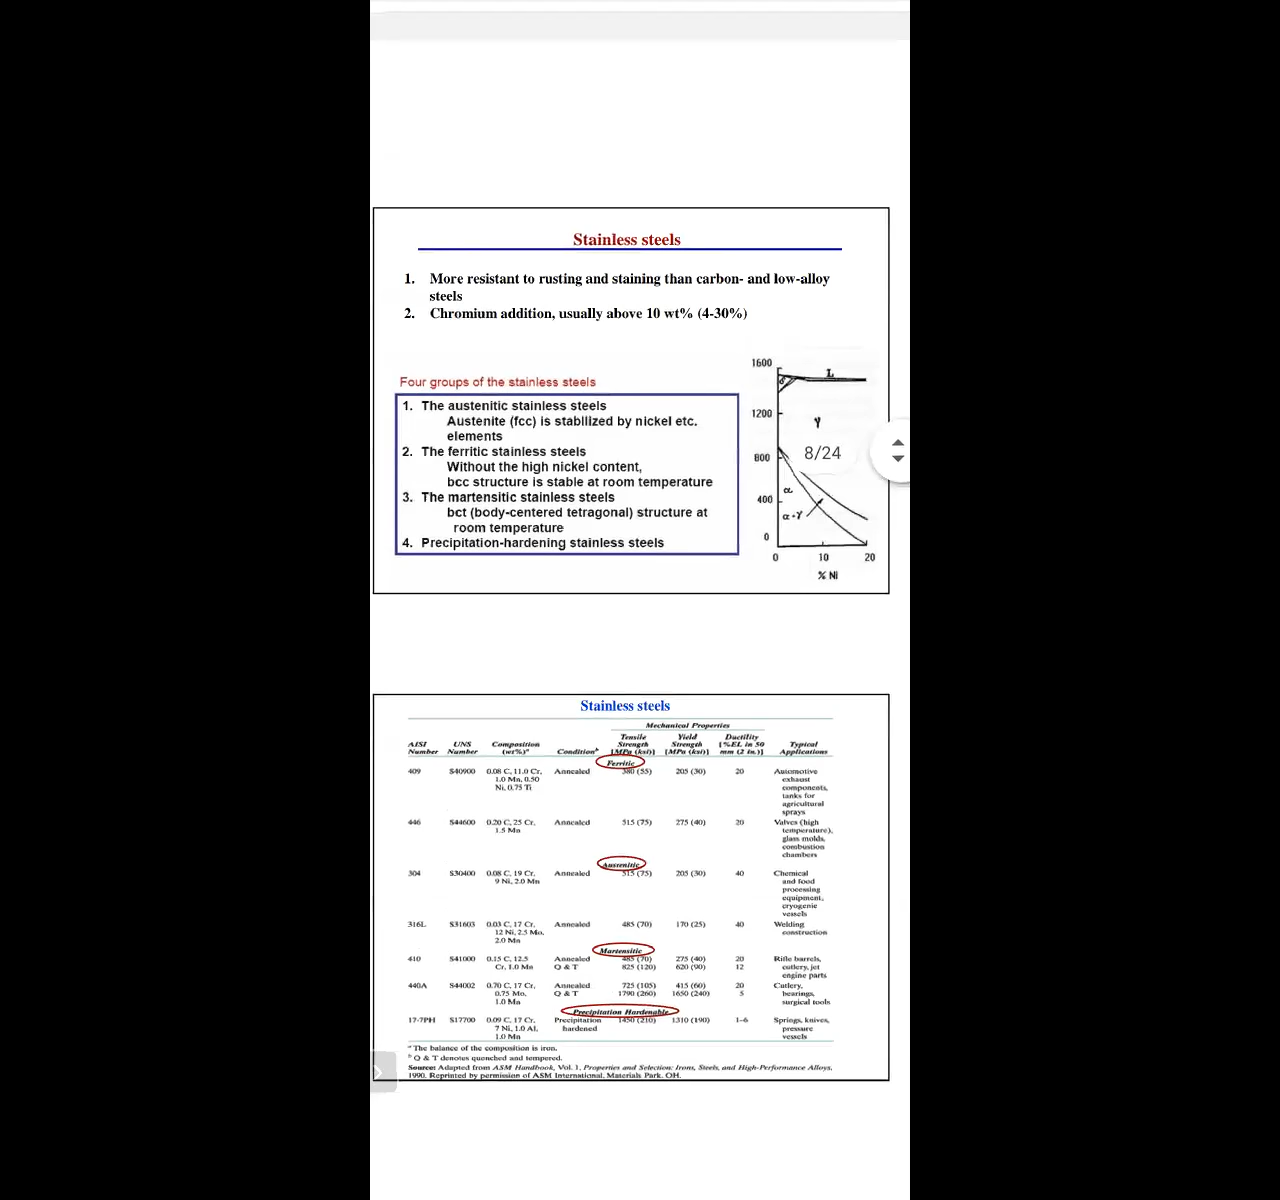 Stainless steels
1. More resistant to rusting and staining than carbon- and low-alloy
steels
2. Chromium addition, usually above 10 wt% (4-30%)
Four groups of the stainless steels
1. The austenitic stainless steels
Austenite (fcc) is stabilized by nickel etc.
elements
2. The ferritic stainless steels
Without the high nickel content,
bcc structure is stable at room temperature
3. The martensitic stainless steels
bct (body-centered tetragonal) structure at
room temperature
4. Precipitation-hardening stainless steels
1600
L
δ
1200
γ
800
8/24
α
400
α-γ
0
0 10 20
% Ni
Stainless steels
Mechanical Properties
AISI Number UNS Number Composition (wt%)ᵃ Conditionᵇ Tensile Strength [MPa (ksi)] Yield Strength [MPa (ksi)] Ductility [%EL in 50 mm (2 in.)] Typical Applications
Ferritic
409 S40900 0.08 C, 11.0 Cr, Annealed 380 (55) 205 (30) 20 Automotive
1.0 Mn, 0.50 exhaust
Ni, 0.75 Ti components,
tanks for
agricultural
sprays
446 S44600 0.20 C, 25 Cr, Annealed 515 (75) 275 (40) 20 Valves (high
1.5 Mn temperature),
glass molds,
combustion
chambers
Austenitic
304 S30400 0.08 C, 19 Cr, Annealed 515 (75) 205 (30) 40 Chemical
9 Ni, 2.0 Mn and food
processing
equipment,
cryogenic
vessels
316L S31603 0.03 C, 17 Cr, Annealed 485 (70) 170 (25) 40 Welding
12 Ni, 2.5 Mo, construction
2.0 Mn
Martensitic
410 S41000 0.15 C, 12.5 Annealed 485 (70) 275 (40) 20 Rifle barrels,
Cr, 1.0 Mn Q & T 825 (120) 620 (90) 12 cutlery, jet
engine parts
440A S44002 0.70 C, 17 Cr, Annealed 725 (105) 415 (60) 20 Cutlery,
0.75 Mo, Q & T 1790 (260) 1650 (240) 5 bearings,
1.0 Mn surgical tools
Precipitation Hardenable
17-7PH S17700 0.09 C, 17 Cr, Precipitation 1450 (210) 1310 (190) 1–6 Springs, knives,
7 Ni, 1.0 Al, hardened pressure
1.0 Mn vessels
ᵃ The balance of the composition is iron.
ᵇ Q & T denotes quenched and tempered.
Source: Adapted from ASM Handbook, Vol. 1, Properties and Selection: Irons, Steels, and High-Performance Alloys,
1990. Reprinted by permission of ASM International, Materials Park, OH.